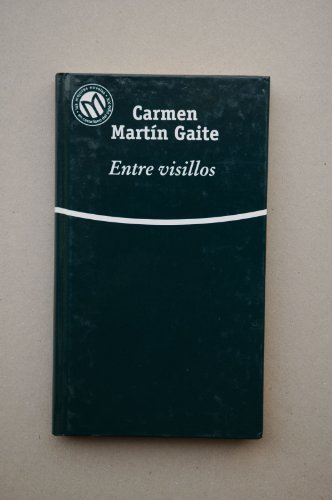 Carmen
Martín Gaite
Entre visillos